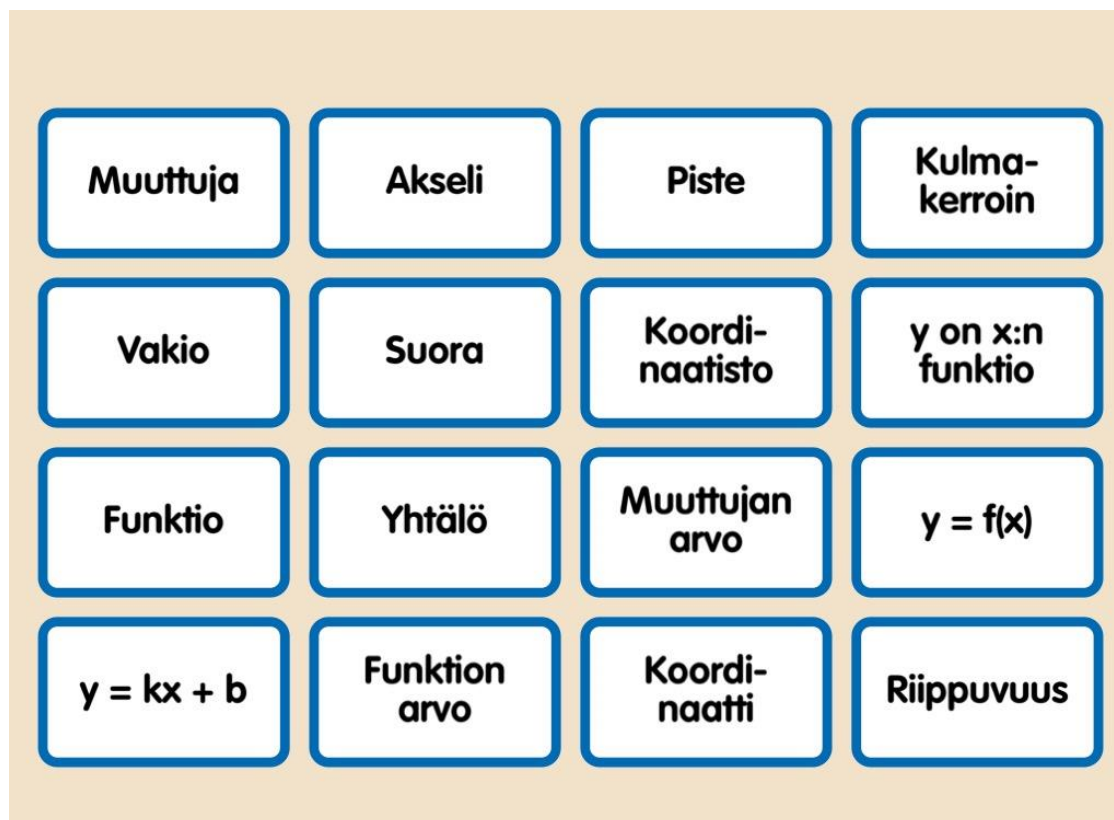 Muuttuja
Akseli
Piste
Kulma-
kerroin
Vakio
Suora
Koordi-
naatisto
y on x:n
funktio
Funktio
Yhtälö
Muuttujan
arvo
y = f(x)
y = kx + b
Funktion
arvo
Koordi-
naatti
Riippuvuus